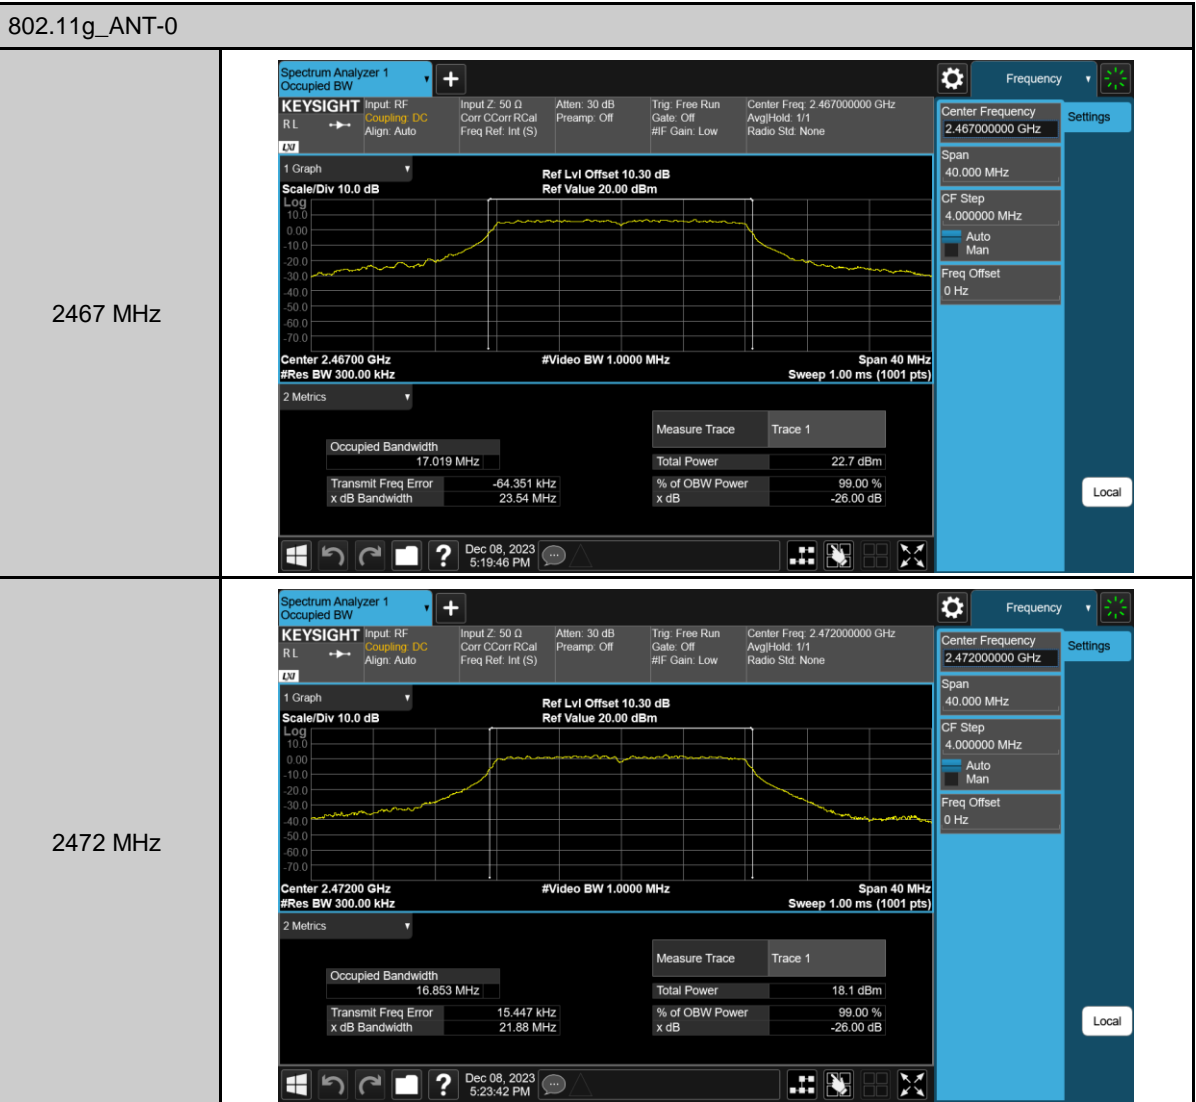 802.11g_ANT-0
2467 MHz
Spectrum Analyzer 1
Occupied BW
+
Frequency
KEYSIGHT
RL
LXI
Input: RF
Coupling: DC
Align: Auto
Input Z: 50 Ω
Corr CCorr RCal
Freq Ref: Int (S)
Atten: 30 dB
Preamp: Off
Trig: Free Run
Gate: Off
#IF Gain: Low
Center Freq: 2.467000000 GHz
Avg|Hold: 1/1
Radio Std: None
Center Frequency
2.467000000 GHz
Settings
Span
40.000 MHz
CF Step
4.000000 MHz
Auto
Man
Freq Offset
0 Hz
Local
1 Graph
Scale/Div 10.0 dB
Ref Lvl Offset 10.30 dB
Ref Value 20.00 dBm
Log
10.0
0.00
-10.0
-20.0
-30.0
-40.0
-50.0
-60.0
-70.0
Center 2.46700 GHz
#Video BW 1.0000 MHz
Span 40 MHz
#Res BW 300.00 kHz
Sweep 1.00 ms (1001 pts)
2 Metrics
Occupied Bandwidth
17.019 MHz
Transmit Freq Error -64.351 kHz
x dB Bandwidth 23.54 MHz
Measure Trace Trace 1
Total Power 22.7 dBm
% of OBW Power 99.00 %
x dB -26.00 dB
?
Dec 08, 2023
5:19:46 PM
2472 MHz
Spectrum Analyzer 1
Occupied BW
+
Frequency
KEYSIGHT
RL
LXI
Input: RF
Coupling: DC
Align: Auto
Input Z: 50 Ω
Corr CCorr RCal
Freq Ref: Int (S)
Atten: 30 dB
Preamp: Off
Trig: Free Run
Gate: Off
#IF Gain: Low
Center Freq: 2.472000000 GHz
Avg|Hold: 1/1
Radio Std: None
Center Frequency
2.472000000 GHz
Settings
Span
40.000 MHz
CF Step
4.000000 MHz
Auto
Man
Freq Offset
0 Hz
Local
1 Graph
Scale/Div 10.0 dB
Ref Lvl Offset 10.30 dB
Ref Value 20.00 dBm
Log
10.0
0.00
-10.0
-20.0
-30.0
-40.0
-50.0
-60.0
-70.0
Center 2.47200 GHz
#Video BW 1.0000 MHz
Span 40 MHz
#Res BW 300.00 kHz
Sweep 1.00 ms (1001 pts)
2 Metrics
Occupied Bandwidth
16.853 MHz
Transmit Freq Error 15.447 kHz
x dB Bandwidth 21.88 MHz
Measure Trace Trace 1
Total Power 18.1 dBm
% of OBW Power 99.00 %
x dB -26.00 dB
?
Dec 08, 2023
5:23:42 PM